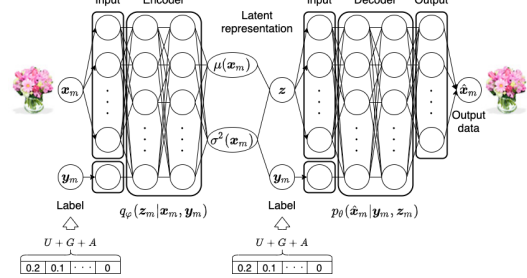 Input Encoder
Latent
representation
Input Decoder Output
x_m
μ(x_m)
σ²(x_m)
z
x̂_m
Output
data
y_m
y_m
Label
q_φ(z_m|x_m, y_m)
Label
p_θ(x̂_m|y_m, z_m)
U + G + A
U + G + A
0.2 0.1 · · · 0
0.2 0.1 · · · 0